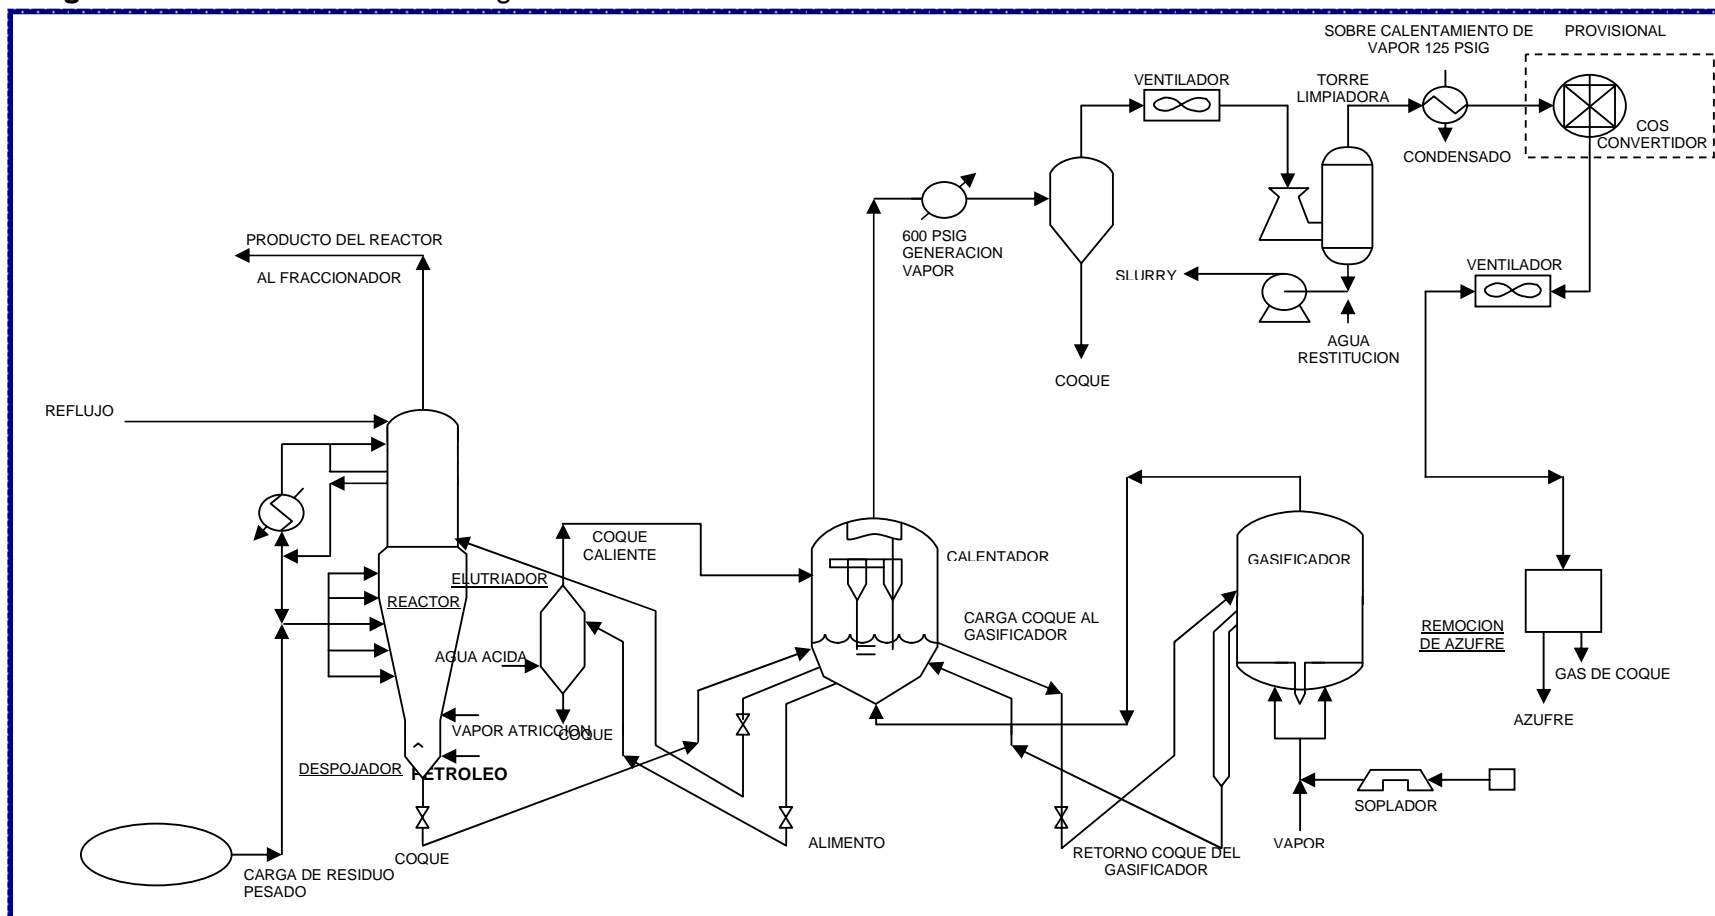 SOBRE CALENTAMIENTO DE
VAPOR 125 PSIG
PROVISIONAL
VENTILADOR
TORRE
LIMPIADORA
COS
CONVERTIDOR
CONDENSADO
PRODUCTO DEL REACTOR
AL FRACCIONADOR
600 PSIG
GENERACION
VAPOR
SLURRY
VENTILADOR
AGUA
RESTITUCION
COQUE
REFLUJO
COQUE
CALIENTE
CALENTADOR
GASIFICADOR
ELUTRIADOR
REACTOR
CARGA COQUE AL
GASIFICADOR
REMOCION
DE AZUFRE
AGUA ACIDA
GAS DE COQUE
AZUFRE
VAPOR ATRICCION
COQUE
DESPOJADOR
PETROLEO
SOPLADOR
ALIMENTO
VAPOR
COQUE
RETORNO COQUE DEL
GASIFICADOR
CARGA DE RESIDUO
PESADO